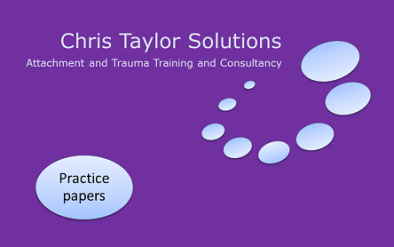 Chris Taylor Solutions
Attachment and Trauma Training and Consultancy
Practice
papers